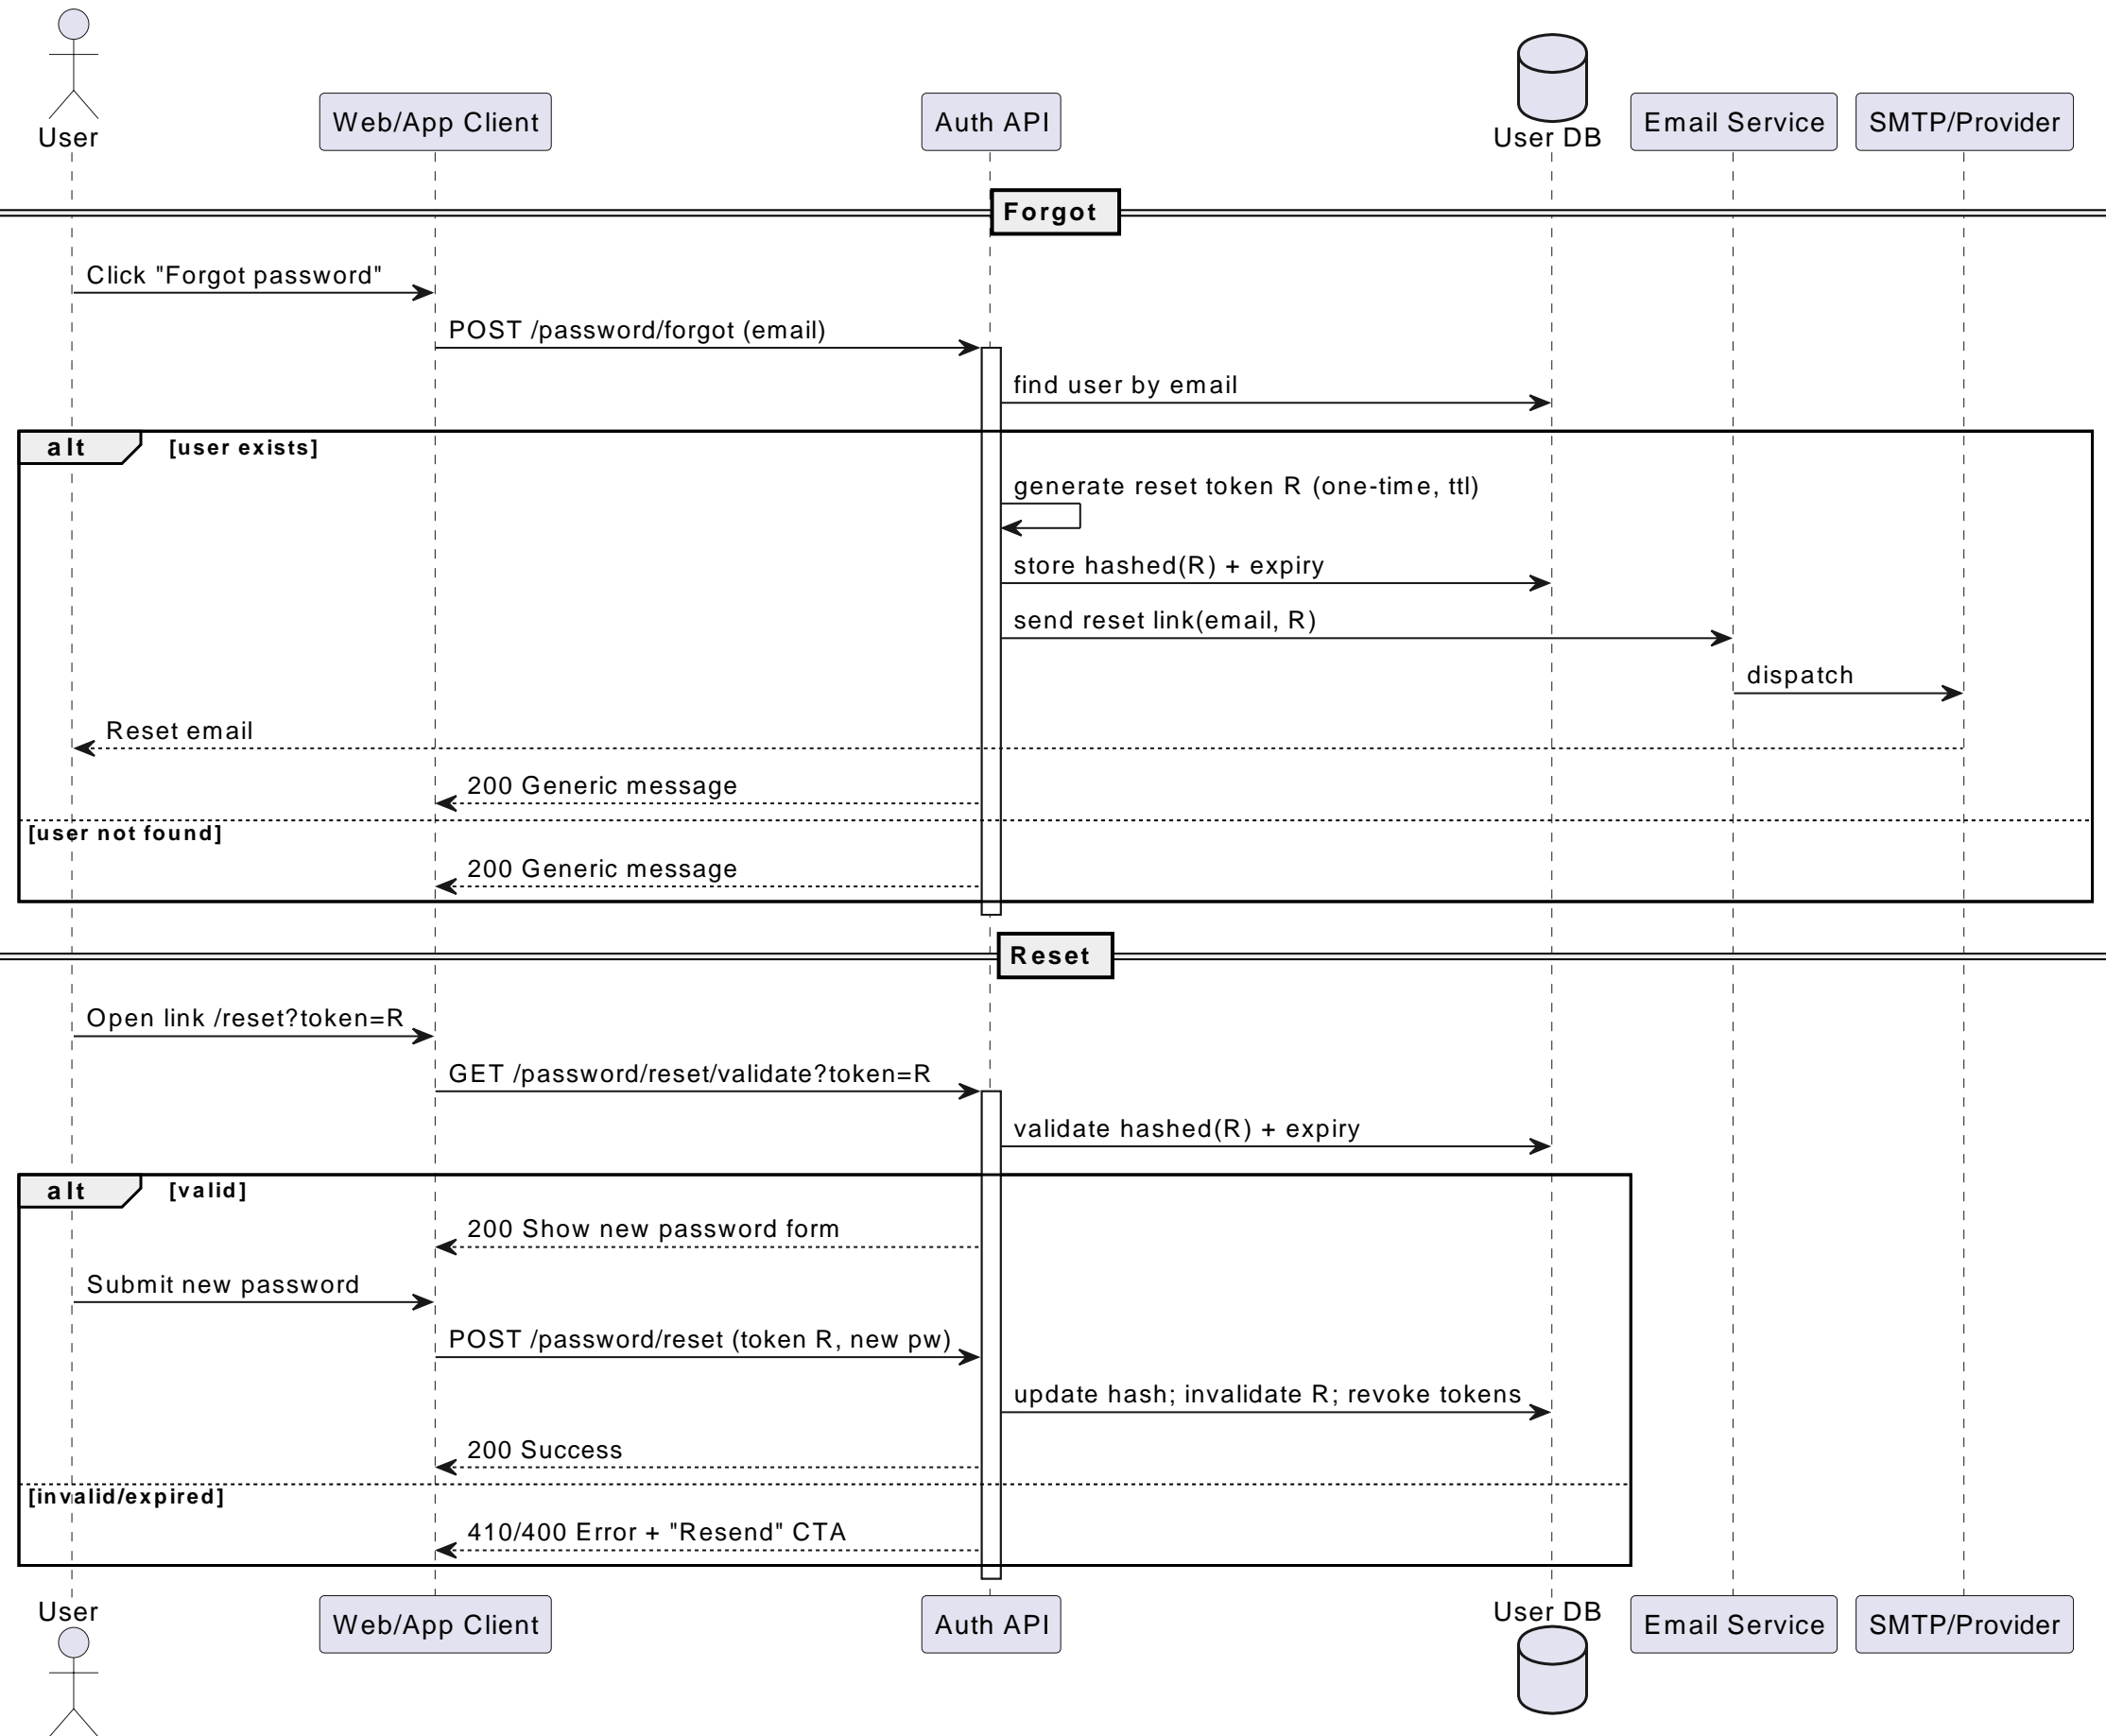 User
Web/App Client
Auth API
User DB
Email Service
SMTP/Provider
Forgot
Click "Forgot password"
POST /password/forgot (email)
find user by email
alt [user exists]
generate reset token R (one-time, ttl)
store hashed(R) + expiry
send reset link(email, R)
dispatch
Reset email
200 Generic message
[user not found]
200 Generic message
Reset
Open link /reset?token=R
GET /password/reset/validate?token=R
validate hashed(R) + expiry
alt [valid]
200 Show new password form
Submit new password
POST /password/reset (token R, new pw)
update hash; invalidate R; revoke tokens
200 Success
[invalid/expired]
410/400 Error + "Resend" CTA
User
Web/App Client
Auth API
User DB
Email Service
SMTP/Provider